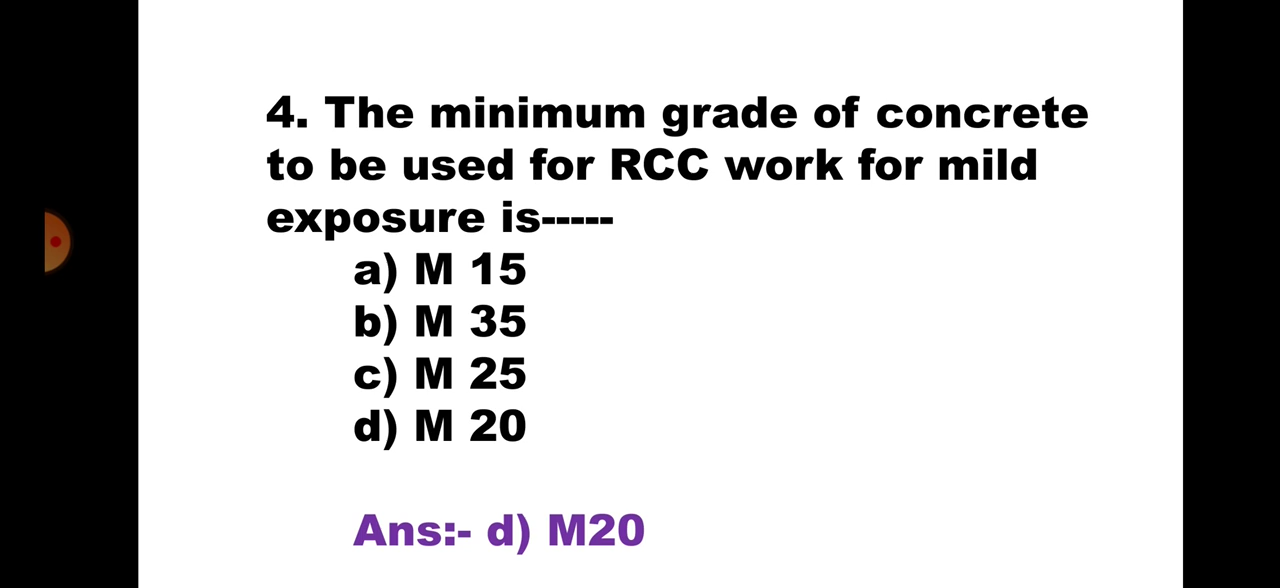 4. The minimum grade of concrete
to be used for RCC work for mild
exposure is-----
a) M 15
b) M 35
c) M 25
d) M 20
Ans:- d) M20